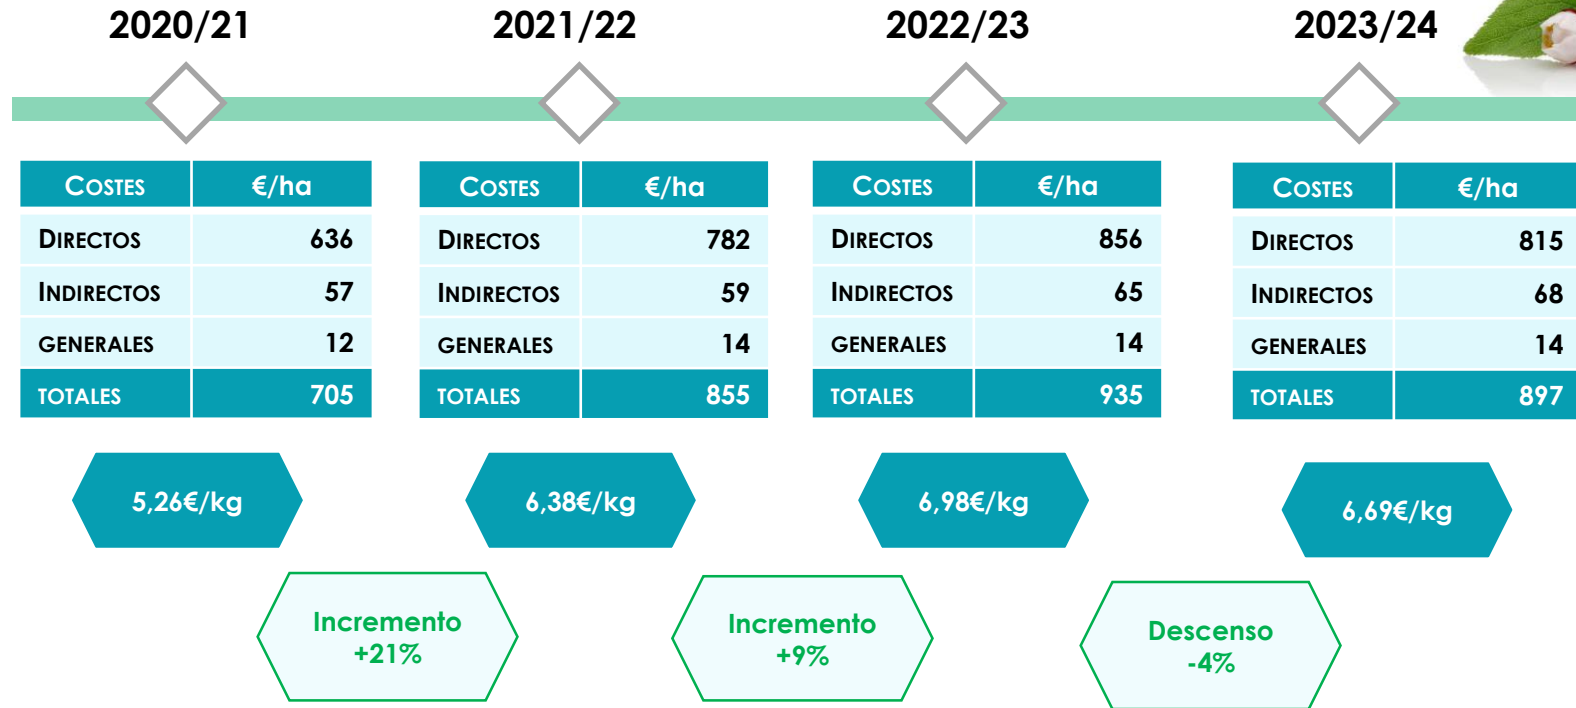 2020/21 2021/22 2022/23 2023/24
COSTES €/ha
DIRECTOS 636
INDIRECTOS 57
GENERALES 12
TOTALES 705
COSTES €/ha
DIRECTOS 782
INDIRECTOS 59
GENERALES 14
TOTALES 855
COSTES €/ha
DIRECTOS 856
INDIRECTOS 65
GENERALES 14
TOTALES 935
COSTES €/ha
DIRECTOS 815
INDIRECTOS 68
GENERALES 14
TOTALES 897
5,26€/kg
6,38€/kg
6,98€/kg
6,69€/kg
Incremento
+21%
Incremento
+9%
Descenso
-4%